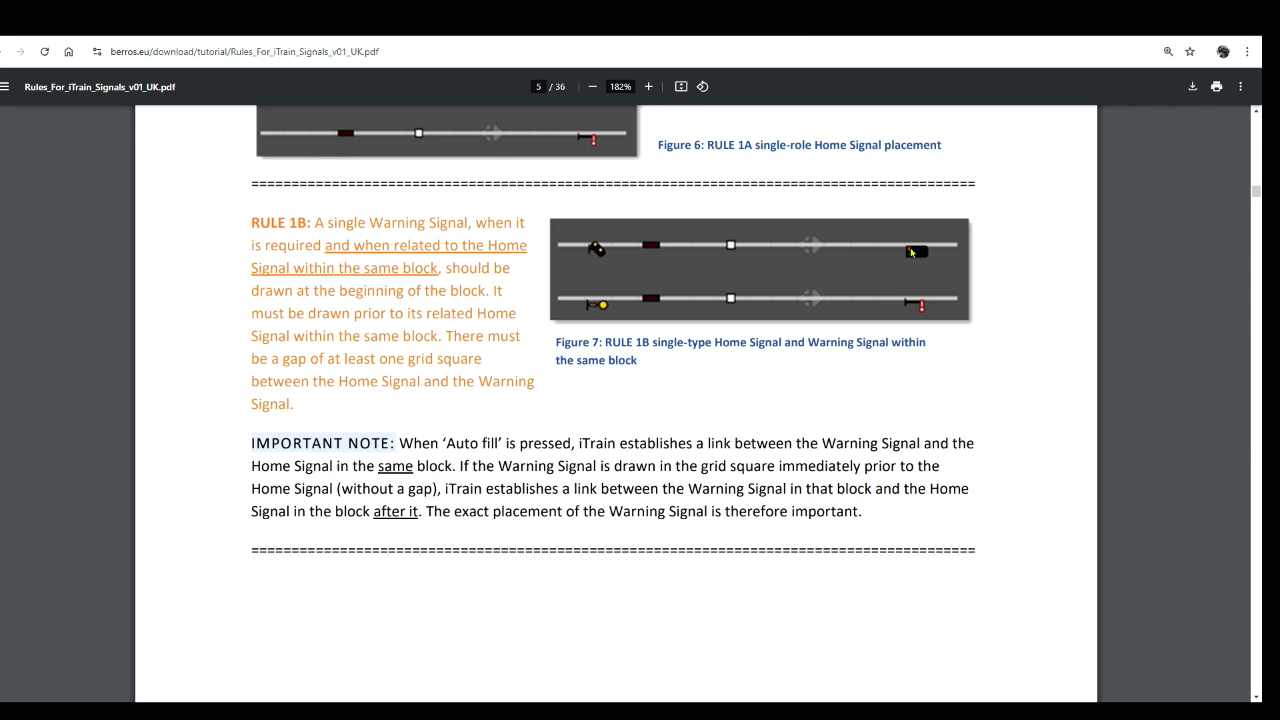 berros.eu/download/tutorial/Rules_For_iTrain_Signals_v01_UK.pdf
Rules_For_iTrain_Signals_v01_UK.pdf
5 / 36
182%
Figure 6: RULE 1A single-role Home Signal placement
=========================================================================================
RULE 1B: A single Warning Signal, when it
is required and when related to the Home
Signal within the same block, should be
drawn at the beginning of the block. It
must be drawn prior to its related Home
Signal within the same block. There must
be a gap of at least one grid square
between the Home Signal and the Warning
Signal.
Figure 7: RULE 1B single-type Home Signal and Warning Signal within
the same block
IMPORTANT NOTE: When ‘Auto fill’ is pressed, iTrain establishes a link between the Warning Signal and the
Home Signal in the same block. If the Warning Signal is drawn in the grid square immediately prior to the
Home Signal (without a gap), iTrain establishes a link between the Warning Signal in that block and the Home
Signal in the block after it. The exact placement of the Warning Signal is therefore important.
=========================================================================================